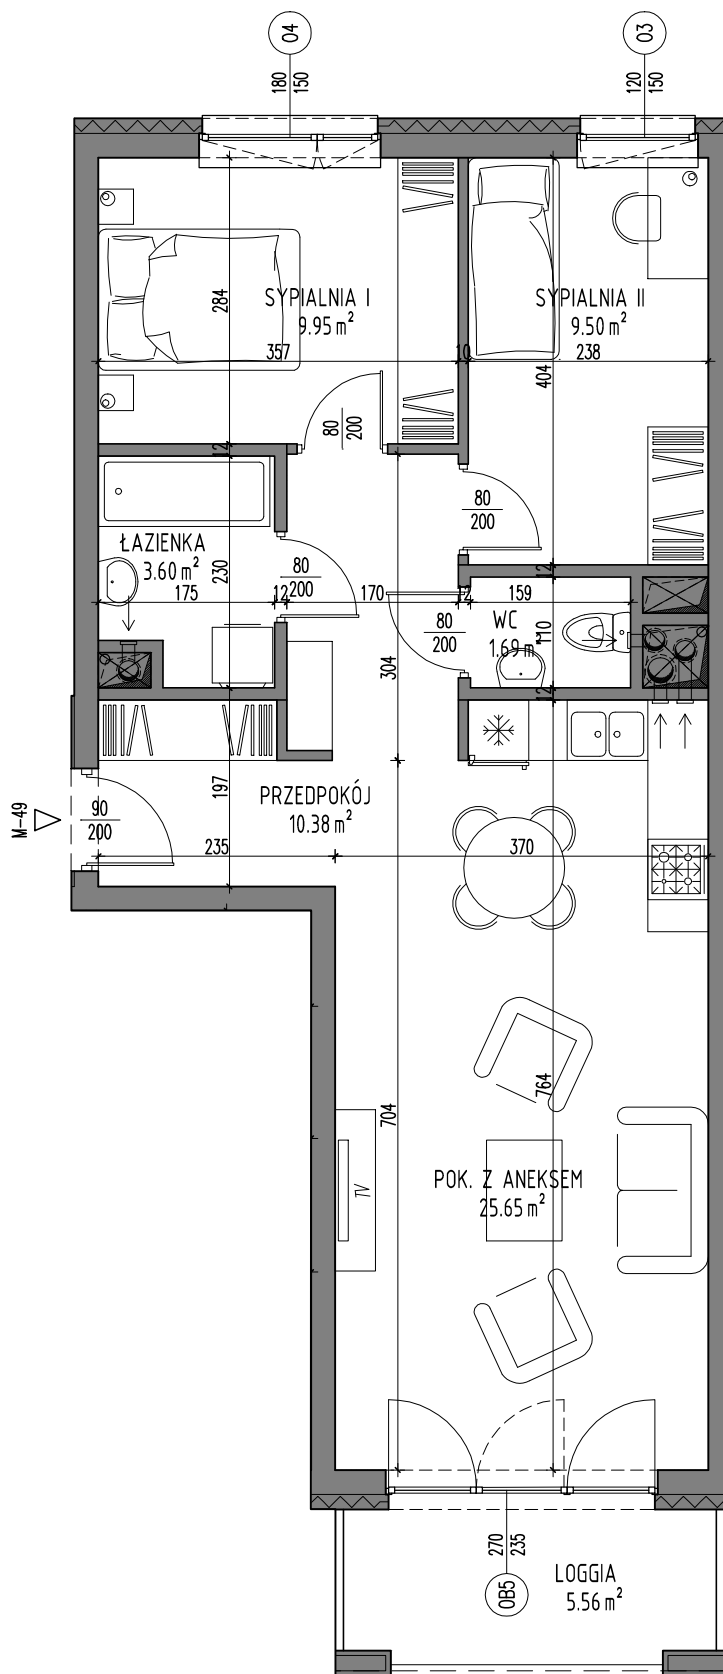 04
03
180
150
120
150
284
SYPIALNIA I
9.95 m²
SYPIALNIA II
9.50 m²
357
10
238
404
80
200
12
80
200
ŁAZIENKA
3.60 m²
230
80
200
12
175
12
170
12
159
80
200
WC
1.69 m²
110
304
12
197
PRZEDPOKÓJ
10.38 m²
M-49
90
200
235
370
704
764
TV
POK. Z ANEKSEM
25.65 m²
270
235
OB5
LOGGIA
5.56 m²